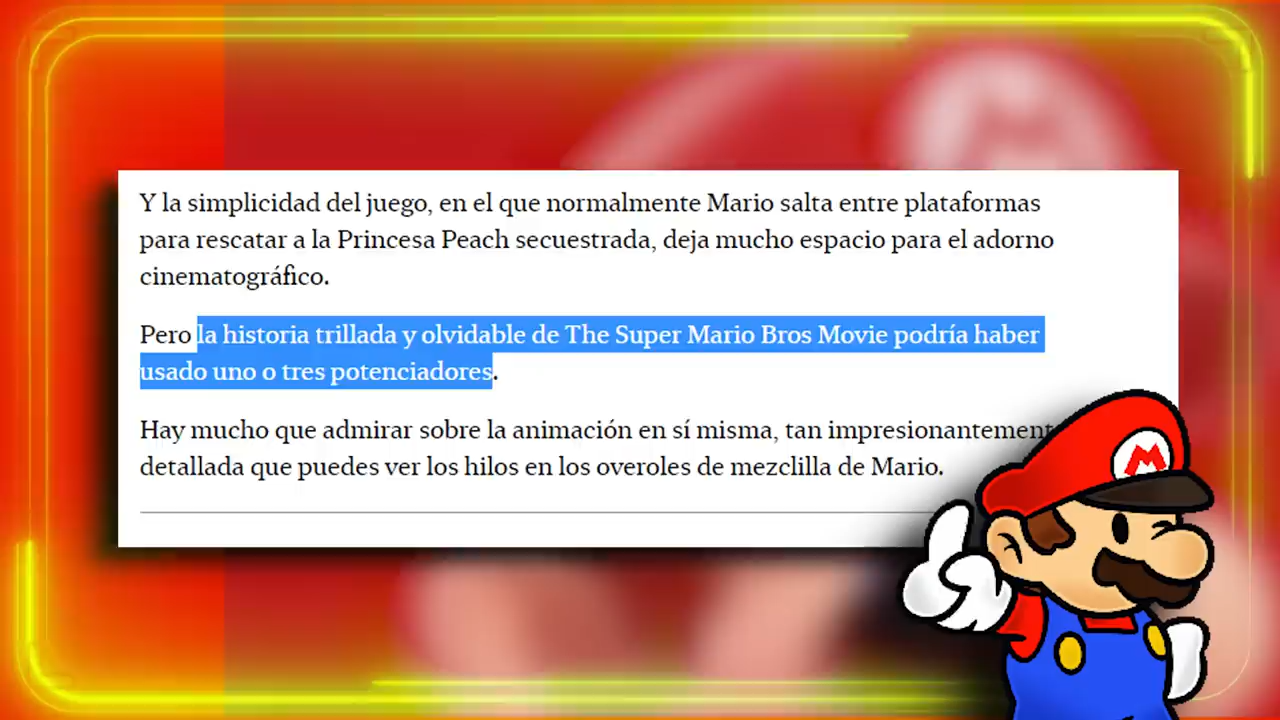 Y la simplicidad del juego, en el que normalmente Mario salta entre plataformas
para rescatar a la Princesa Peach secuestrada, deja mucho espacio para el adorno
cinematográfico.
Pero la historia trillada y olvidable de The Super Mario Bros Movie podría haber
usado uno o tres potenciadores.
Hay mucho que admirar sobre la animación en sí misma, tan impresionantemente
detallada que puedes ver los hilos en los overoles de mezclilla de Mario.
M
M